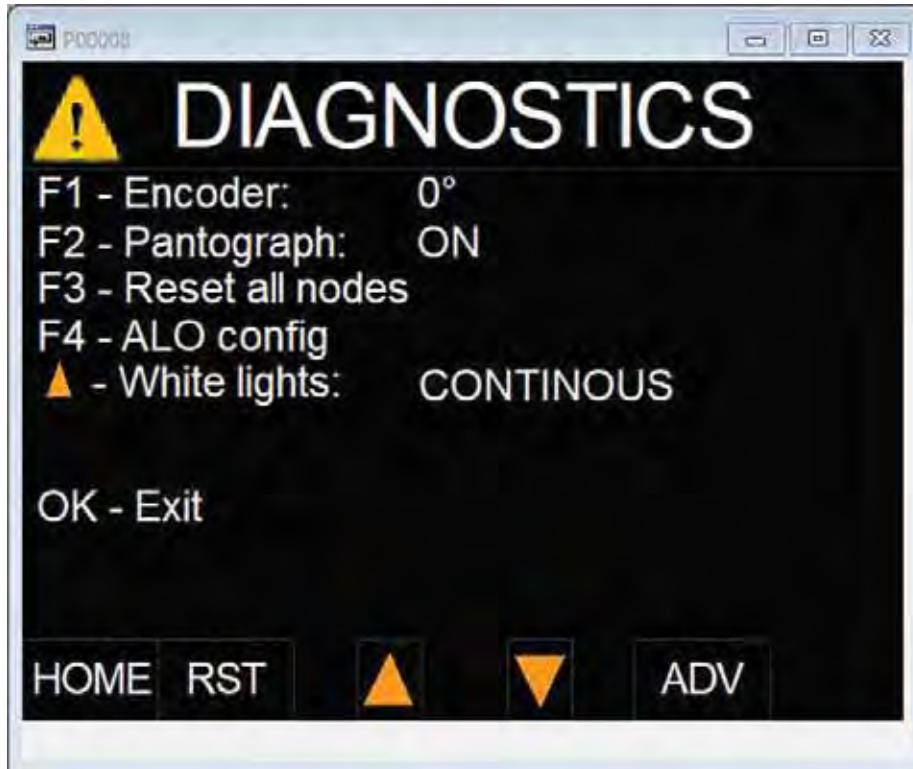 P00008
DIAGNOSTICS
F1 - Encoder: 0°
F2 - Pantograph: ON
F3 - Reset all nodes
F4 - ALO config
▲ - White lights: CONTINOUS
OK - Exit
HOME RST ▲ ▼ ADV